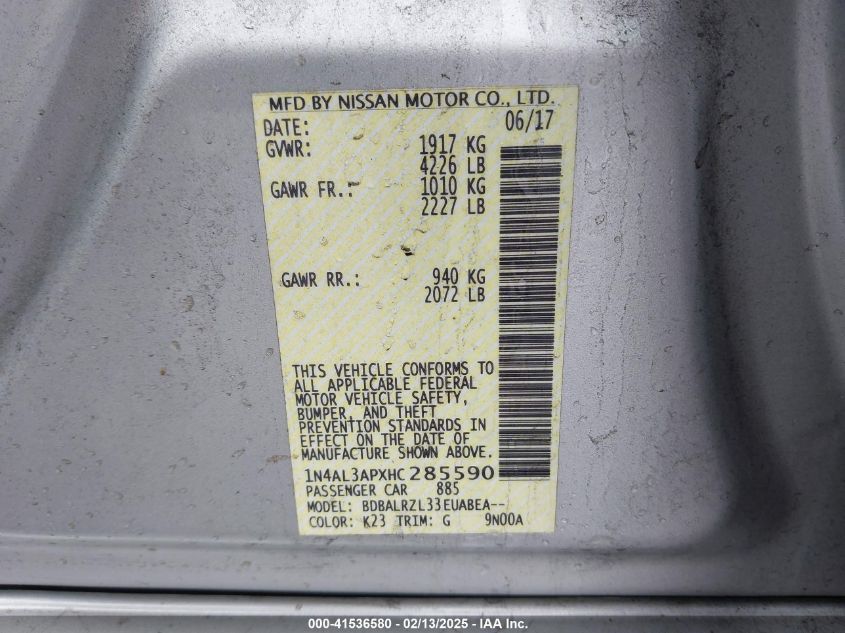 MFD BY NISSAN MOTOR CO., LTD.
DATE: 06/17
GVWR: 1917 KG
4226 LB
GAWR FR.: 1010 KG
2227 LB
GAWR RR.: 940 KG
2072 LB
THIS VEHICLE CONFORMS TO
ALL APPLICABLE FEDERAL
MOTOR VEHICLE SAFETY,
BUMPER, AND THEFT
PREVENTION STANDARDS IN
EFFECT ON THE DATE OF
MANUFACTURE SHOWN ABOVE.
1N4AL3APXHC285590
PASSENGER CAR 885
MODEL: BDBALRZL33EUABEA--
COLOR: K23 TRIM: G 9N00A
000-41536580 - 02/13/2025 - IAA Inc.